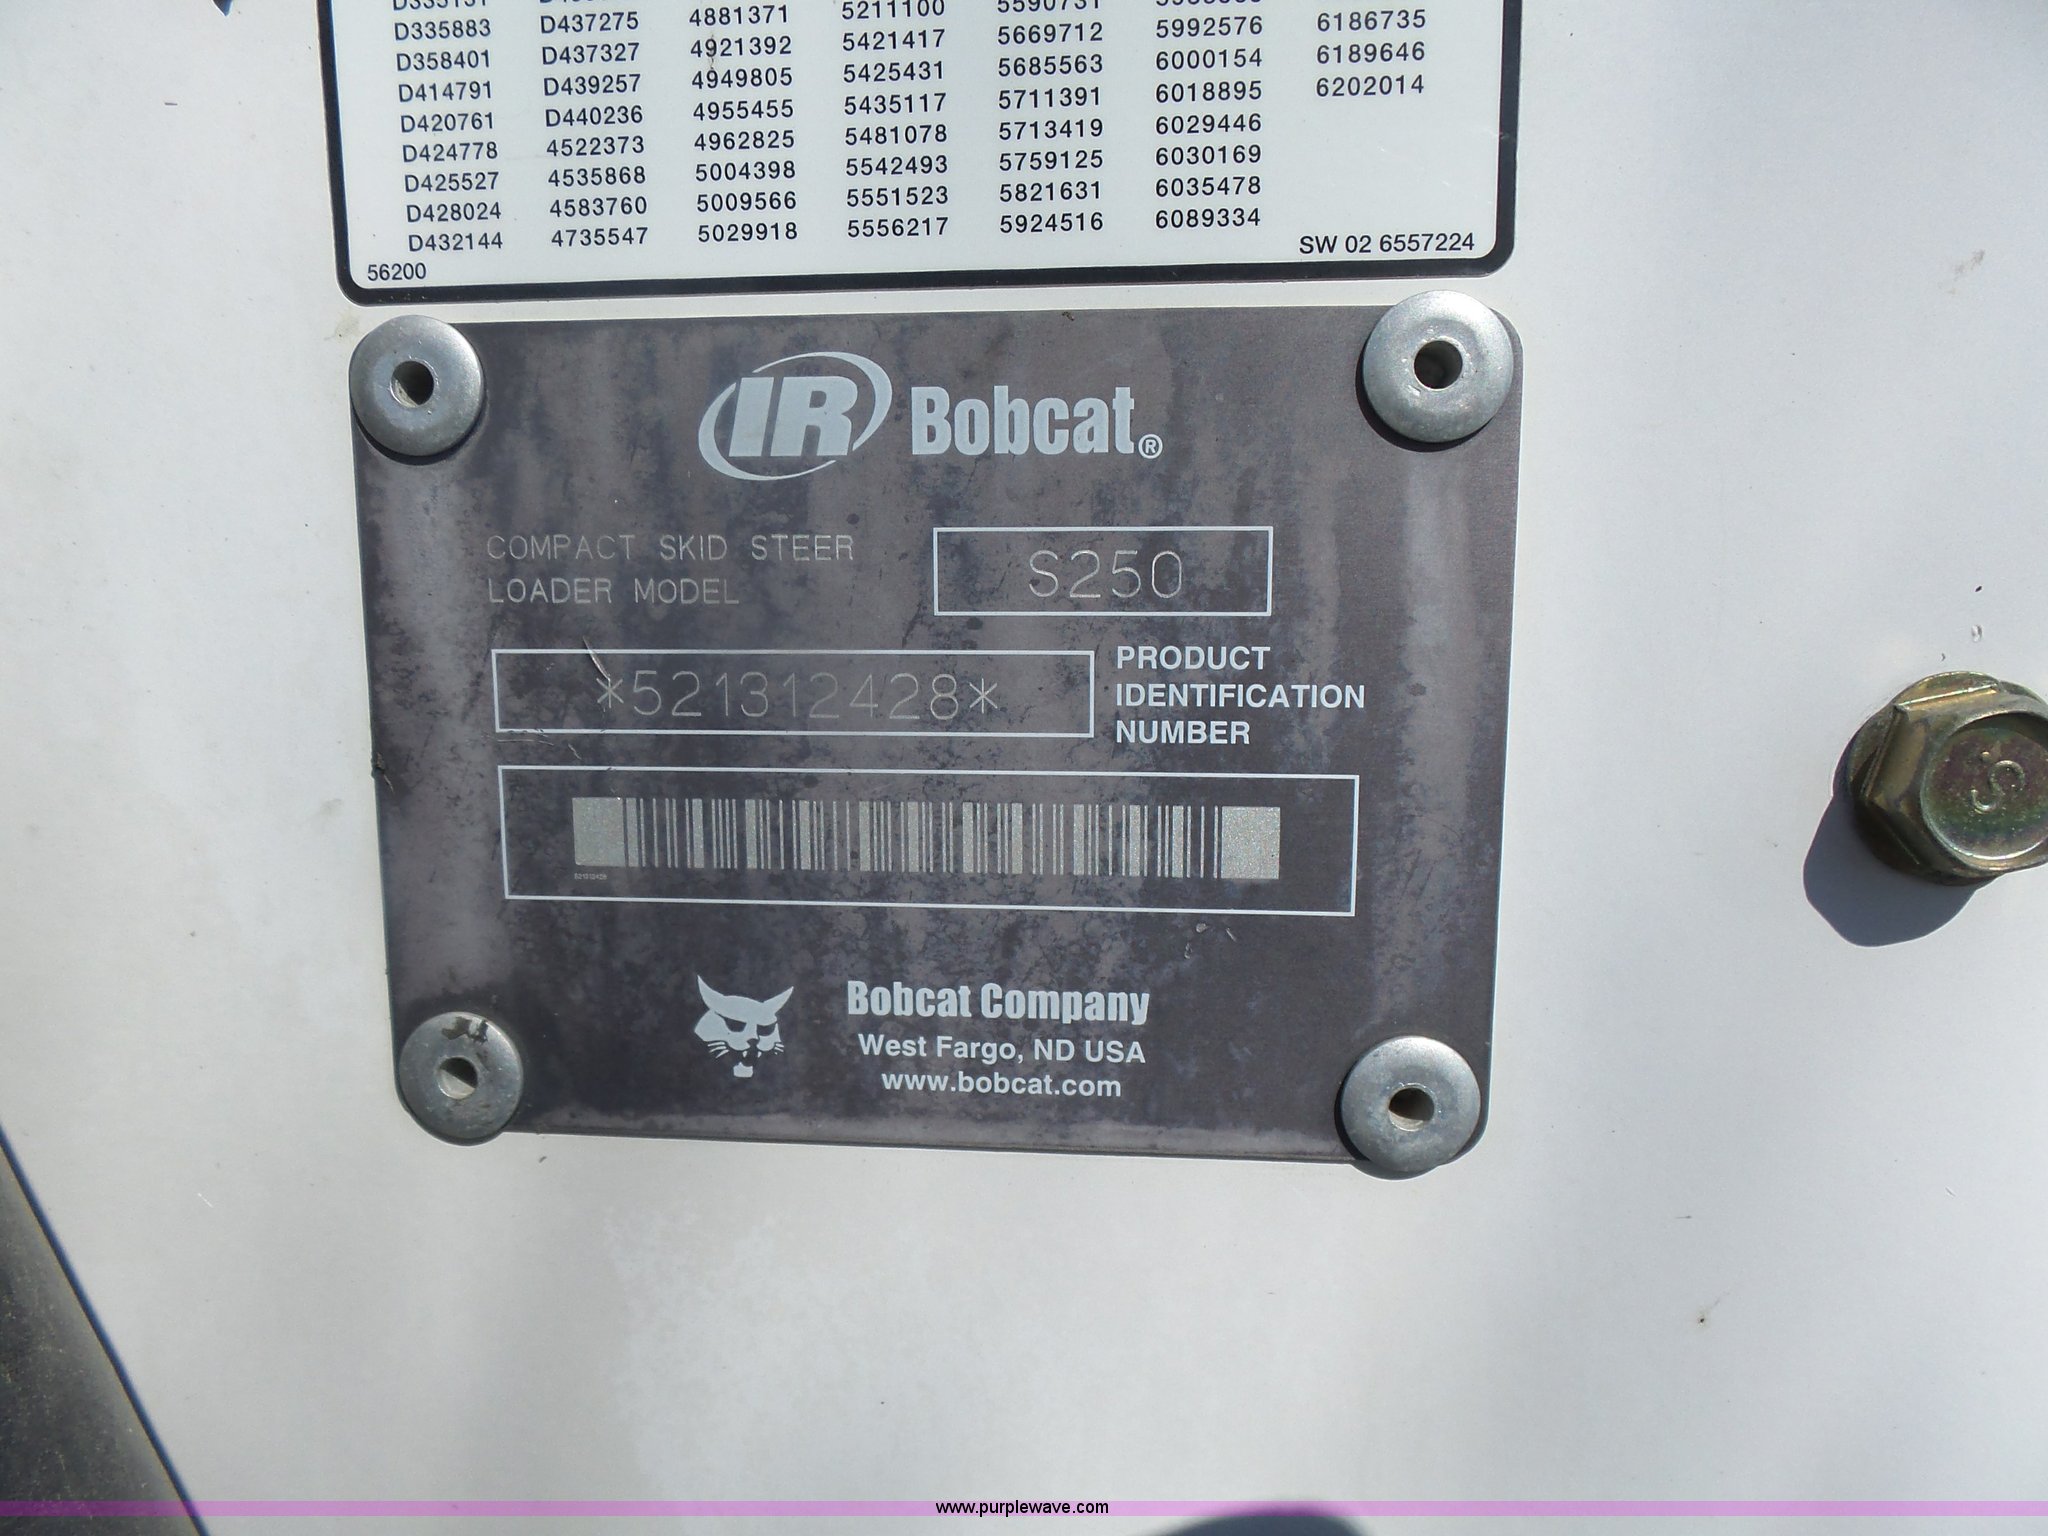 D335883 D437275 4881371 5211100 5590731 6186735
D358401 D437327 4921392 5421417 5669712 5992576 6189646
D414791 D439257 4949805 5425431 5685563 6000154 6202014
D420761 D440236 4955455 5435117 5711391 6018895
D424778 4522373 4962825 5481078 5713419 6029446
D425527 4535868 5004398 5542493 5759125 6030169
D428024 4583760 5009566 5551523 5821631 6035478
D432144 4735547 5029918 5556217 5924516 6089334
56200 SW 02 6557224
IR Bobcat®
COMPACT SKID STEER
LOADER MODEL
S250
*521312428*
PRODUCT
IDENTIFICATION
NUMBER
521312428
Bobcat Company
West Fargo, ND USA
www.bobcat.com
S
www.purplewave.com